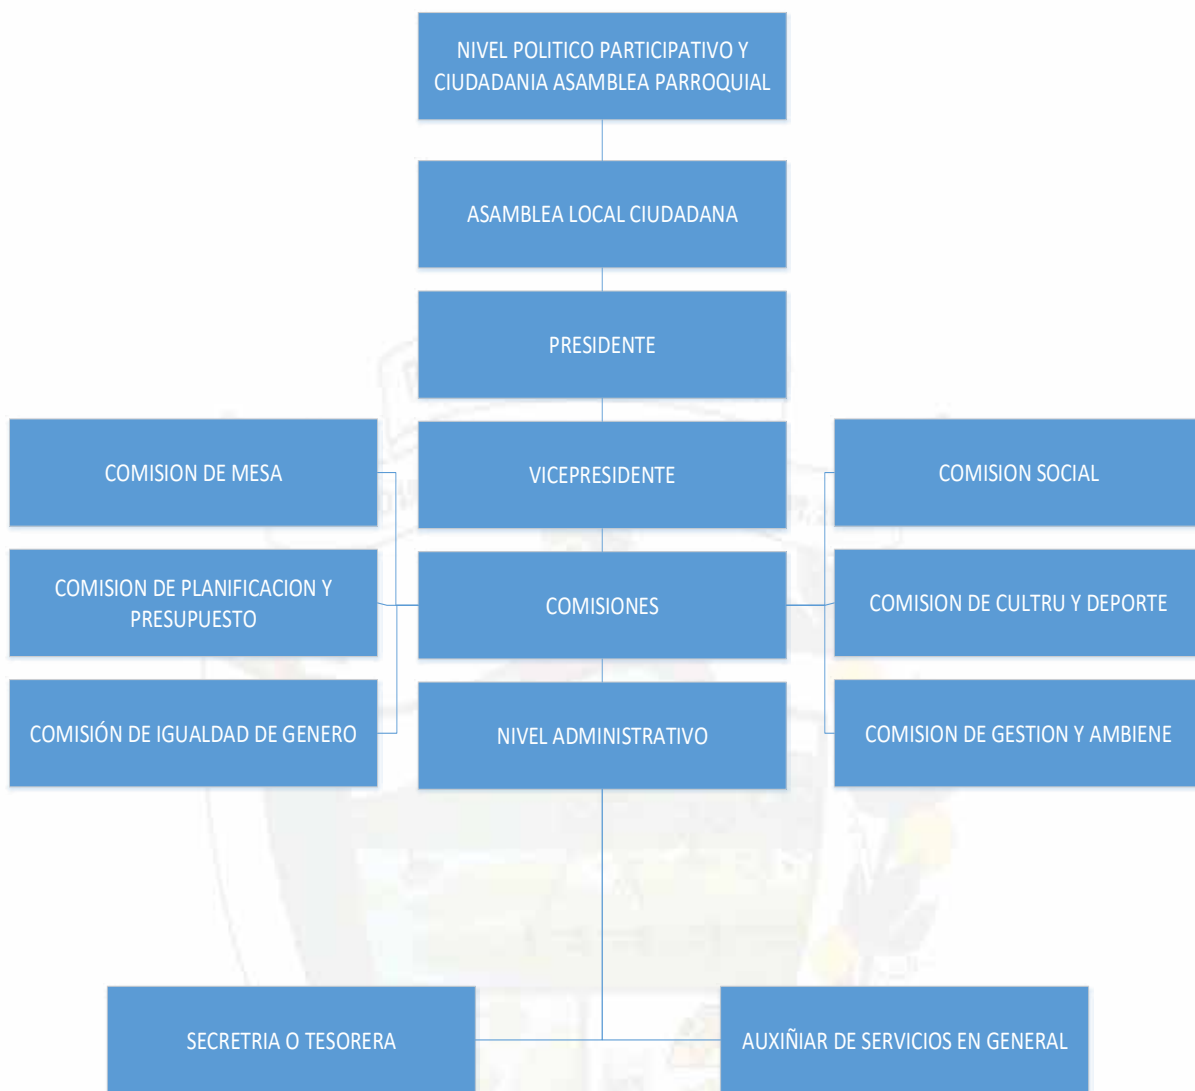 NIVEL POLITICO PARTICIPATIVO Y
CIUDADANIA ASAMBLEA PARROQUIAL
ASAMBLEA LOCAL CIUDADANA
PRESIDENTE
COMISION DE MESA
VICEPRESIDENTE
COMISION SOCIAL
COMISION DE PLANIFICACION Y
PRESUPUESTO
COMISIONES
COMISION DE CULTRU Y DEPORTE
COMISIÓN DE IGUALDAD DE GENERO
NIVEL ADMINISTRATIVO
COMISION DE GESTION Y AMBIENE
SECRETRIA O TESORERA
AUXIÑIAR DE SERVICIOS EN GENERAL